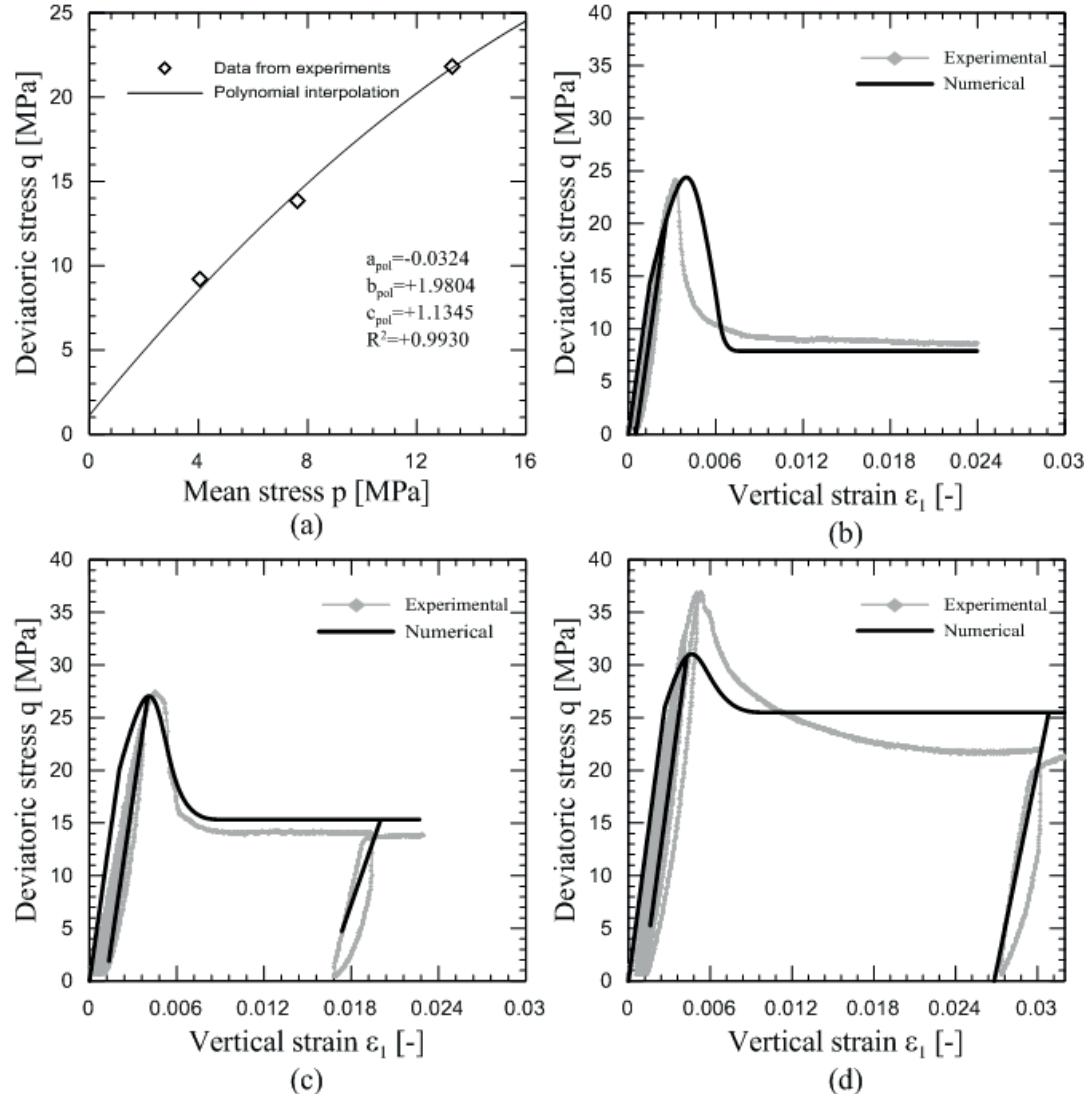 Deviatoric stress q [MPa]
25
20
15
10
5
0
Data from experiments
Polynomial interpolation
a_pol=-0.0324
b_pol=+1.9804
c_pol=+1.1345
R²=+0.9930
0 4 8 12 16
Mean stress p [MPa]
(a)
Deviatoric stress q [MPa]
40
35
30
25
20
15
10
5
0
Experimental
Numerical
0 0.006 0.012 0.018 0.024 0.03
Vertical strain ε₁ [-]
(b)
Deviatoric stress q [MPa]
40
35
30
25
20
15
10
5
0
Experimental
Numerical
0 0.006 0.012 0.018 0.024 0.03
Vertical strain ε₁ [-]
(c)
Deviatoric stress q [MPa]
40
35
30
25
20
15
10
5
0
Experimental
Numerical
0 0.006 0.012 0.018 0.024 0.03
Vertical strain ε₁ [-]
(d)